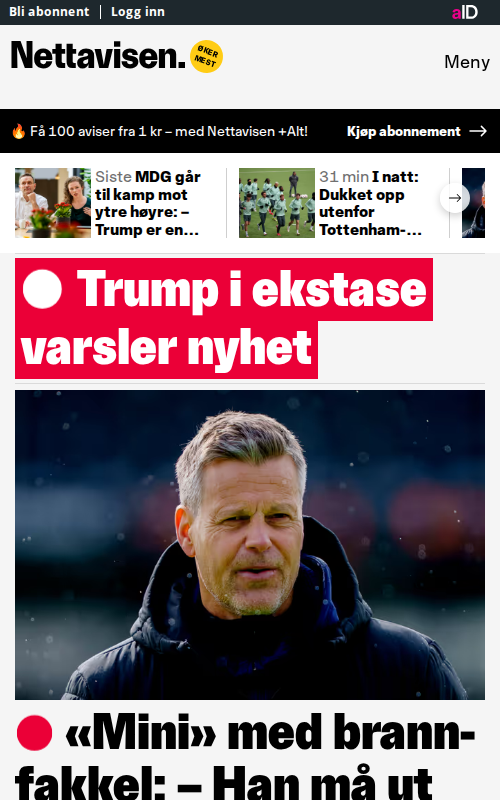 Bli abonnent
Logg inn
aID
Nettavisen.
ØKER
MEST
Meny
🔥 Få 100 aviser fra 1 kr – med Nettavisen +Alt!
Kjøp abonnement
Siste MDG går
til kamp mot
ytre høyre: –
Trump er en...
31 min I natt:
Dukket opp
utenfor
Tottenham-...
Trump i ekstase
varsler nyhet
«Mini» med brann-
fakkel: – Han må ut